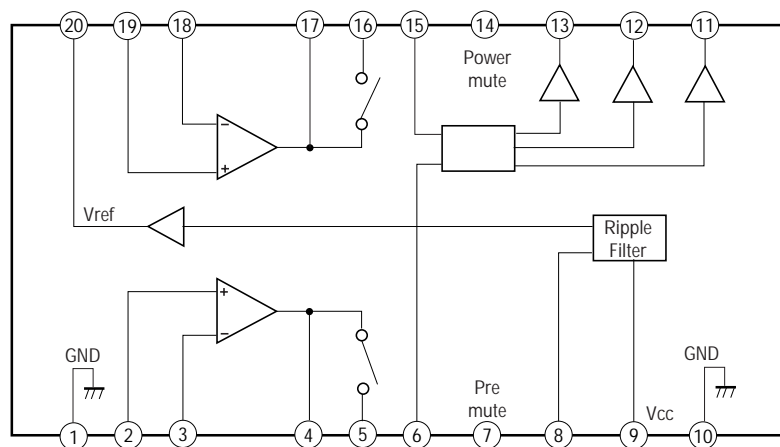 20 19 18 17 16 15 14 13 12 11
Power
mute
−
+
Vref
Ripple
Filter
+
−
GND
GND
Pre
mute
Vcc
1 2 3 4 5 6 7 8 9 10